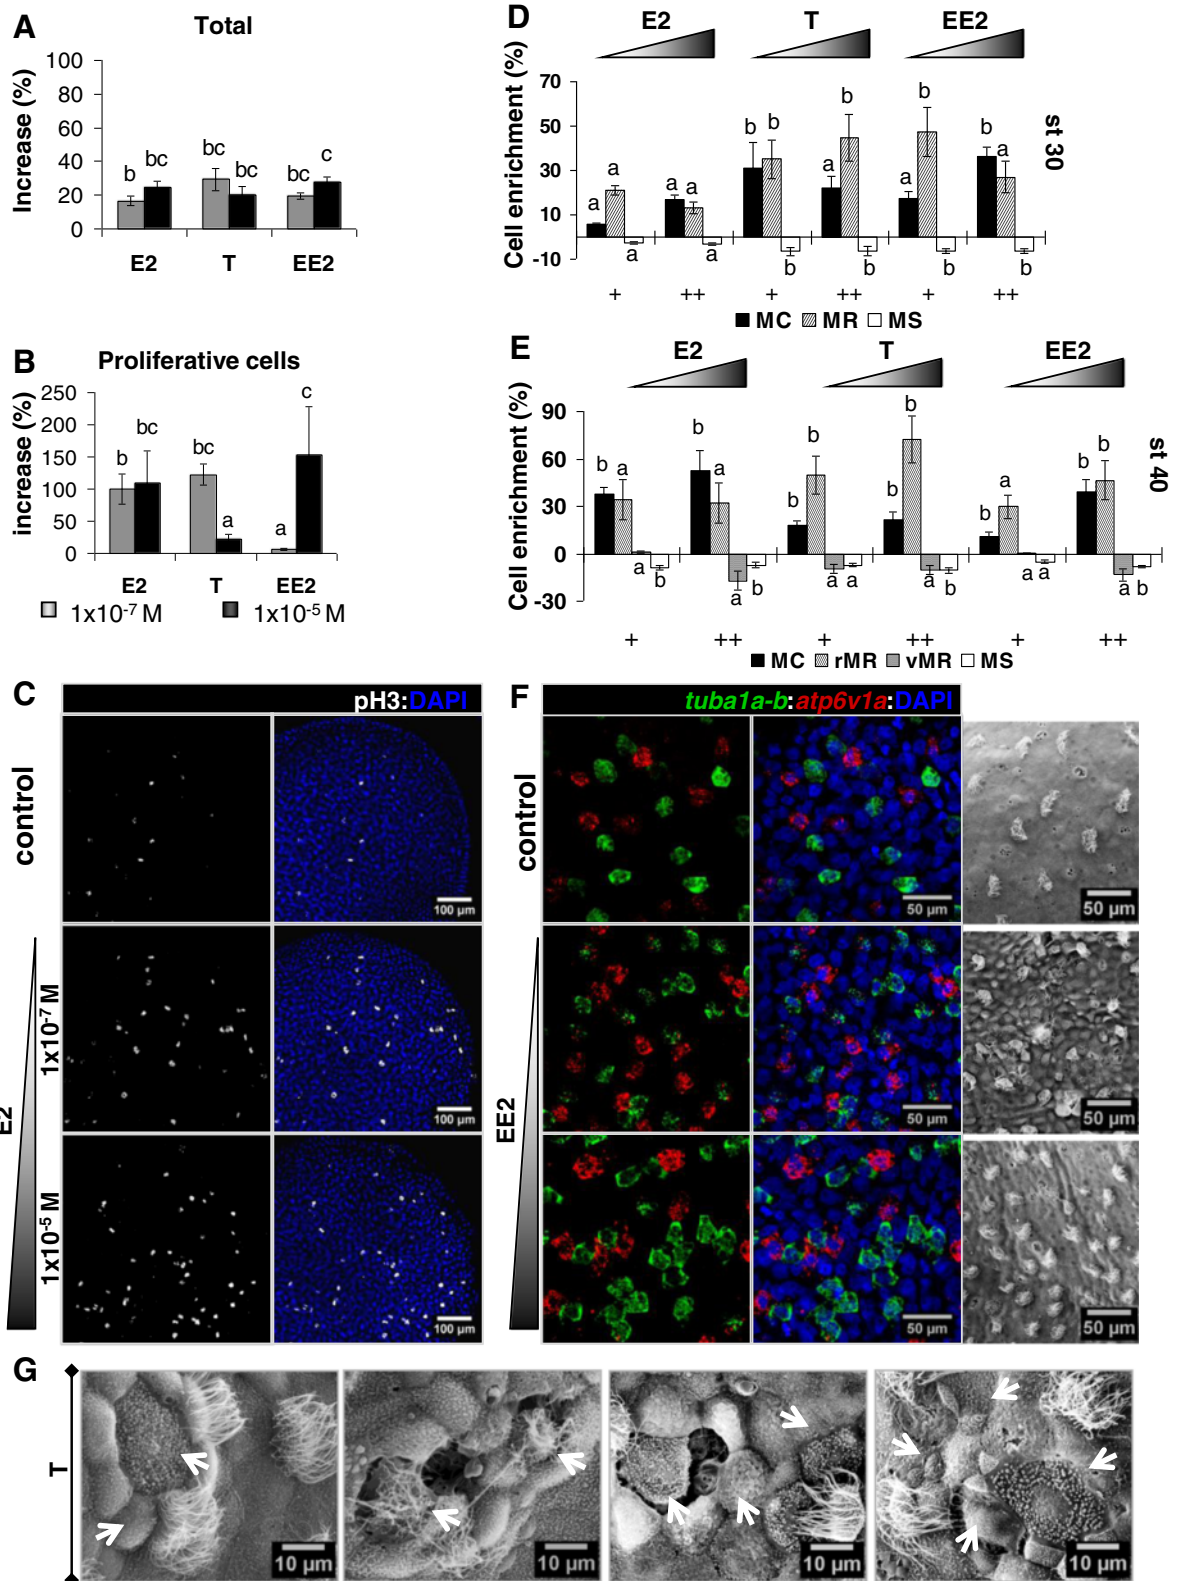 A
Total
Increase (%)
100
80
60
40
20
0
b
bc
bc
bc
bc
c
E2
T
EE2
B
Proliferative cells
increase (%)
250
200
150
100
50
0
b
bc
bc
a
a
c
E2
T
EE2
1x10-7 M
1x10-5 M
C
pH3:DAPI
control
100 µm
E2
1x10-7 M
100 µm
1x10-5 M
100 µm
D
E2
T
EE2
Cell enrichment (%)
70
50
30
10
-10
a
a
a
a
a
a
b
b
b
a
b
b
a
b
b
b
a
b
st 30
+
++
+
++
+
++
MC
MR
MS
E
E2
T
EE2
Cell enrichment (%)
90
60
30
0
-30
b
a
a
b
b
a
a
b
b
b
a
a
b
b
a
b
b
a
a
a
b
b
a
b
st 40
+
++
+
++
+
++
MC
rMR
vMR
MS
F
tuba1a-b:atp6v1a:DAPI
control
50 µm
50 µm
EE2
50 µm
50 µm
50 µm
50 µm
G
T
10 µm
10 µm
10 µm
10 µm